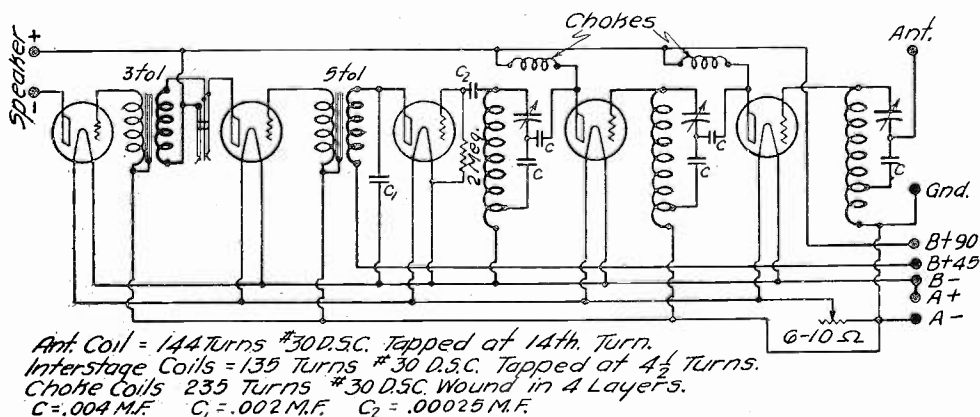 Chokes
Ant.
Speaker
+
-
3 to 1
5 to 1
C2
A
C
2 Meg.
C
C1
A
C
C
A
C
Gnd.
B+90
B+45
B-
A+
A-
6-10 Ω
Ant. Coil = 144 Turns #30 D.S.C. Tapped at 14th. Turn.
Interstage Coils = 135 Turns #30 D.S.C. Tapped at 4½ Turns.
Choke Coils 235 Turns #30 D.S.C. Wound in 4 Layers.
C = .004 M.F. C1 = .002 M.F. C2 = .00025 M.F.